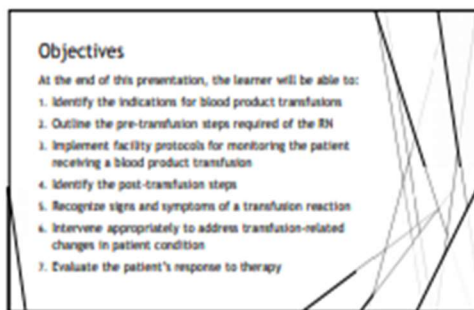 Objectives
At the end of this presentation, the learner will be able to:
1. Identify the indications for blood product transfusions
2. Outline the pre-transfusion steps required of the RN
3. Implement facility protocols for monitoring the patient
receiving a blood product transfusion
4. Identify the post-transfusion steps
5. Recognize signs and symptoms of a transfusion reaction
6. Intervene appropriately to address transfusion-related
changes in patient condition
7. Evaluate the patient's response to therapy